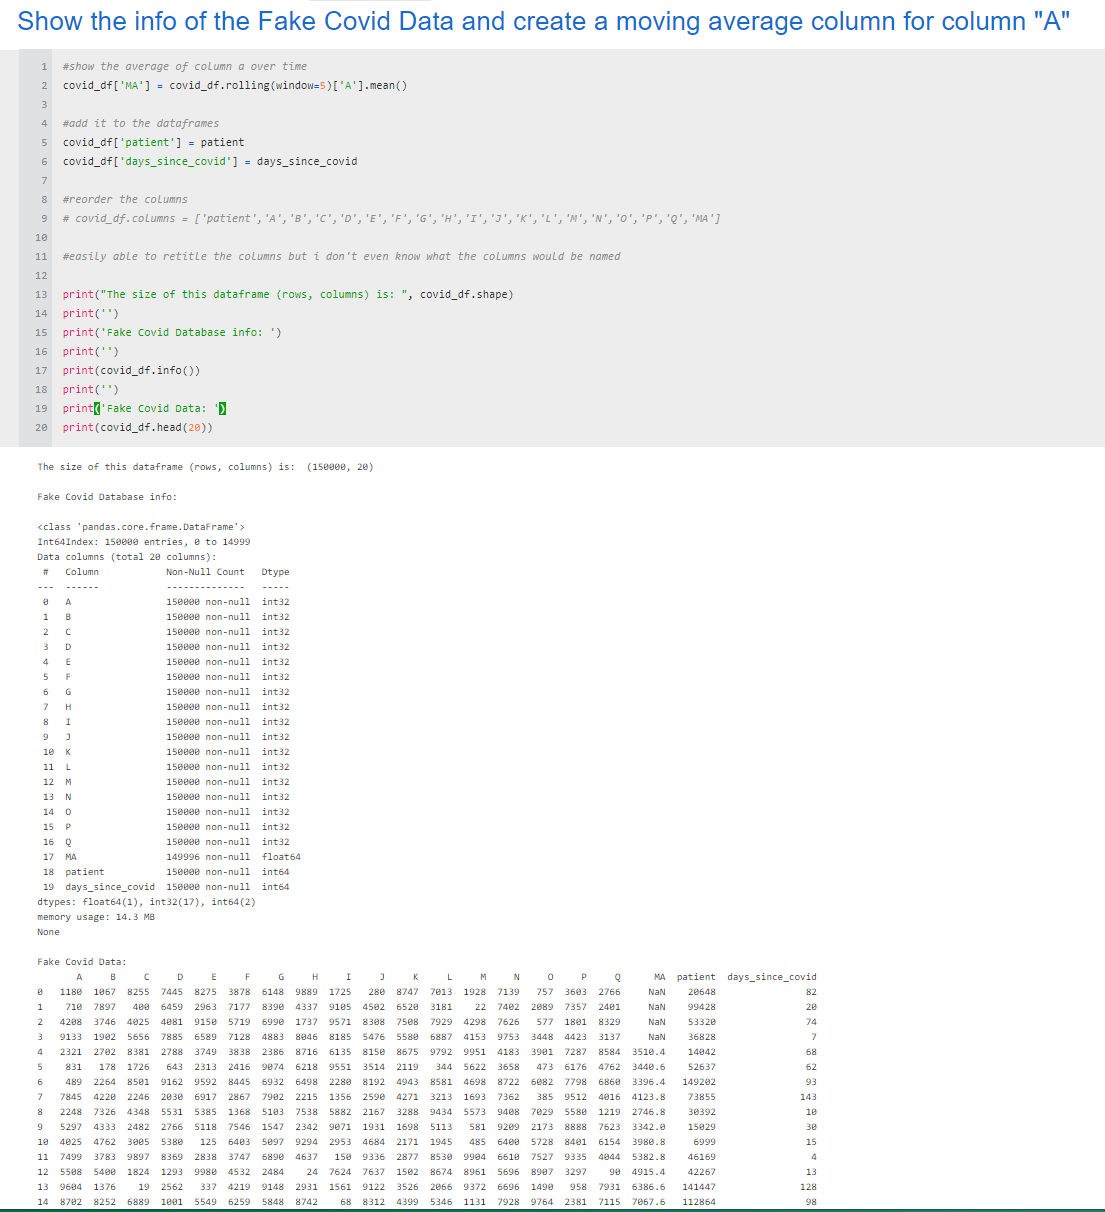 Show the info of the Fake Covid Data and create a moving average column for column "A"
1 #show the average of column a over time
2 covid_df['MA'] = covid_df.rolling(window=5)['A'].mean()
3
4 #add it to the dataframes
5 covid_df['patient'] = patient
6 covid_df['days_since_covid'] = days_since_covid
7
8 #reorder the columns
9 # covid_df.columns = ['patient','A','B','C','D','E','F','G','H','I','J','K','L','M','N','O','P','Q','MA']
10
11 #easily able to retitle the columns but i don't even know what the columns would be named
12
13 print("The size of this dataframe (rows, columns) is: ", covid_df.shape)
14 print('')
15 print('Fake Covid Database info: ')
16 print('')
17 print(covid_df.info())
18 print('')
19 print('Fake Covid Data: ')
20 print(covid_df.head(20))
The size of this dataframe (rows, columns) is:  (150000, 20)
Fake Covid Database info:
<class 'pandas.core.frame.DataFrame'>
Int64Index: 150000 entries, 0 to 14999
Data columns (total 20 columns):
# Column Non-Null Count Dtype
--- ------ -------------- -----
0 A 150000 non-null int32
1 B 150000 non-null int32
2 C 150000 non-null int32
3 D 150000 non-null int32
4 E 150000 non-null int32
5 F 150000 non-null int32
6 G 150000 non-null int32
7 H 150000 non-null int32
8 I 150000 non-null int32
9 J 150000 non-null int32
10 K 150000 non-null int32
11 L 150000 non-null int32
12 M 150000 non-null int32
13 N 150000 non-null int32
14 O 150000 non-null int32
15 P 150000 non-null int32
16 Q 150000 non-null int32
17 MA 149996 non-null float64
18 patient 150000 non-null int64
19 days_since_covid 150000 non-null int64
dtypes: float64(1), int32(17), int64(2)
memory usage: 14.3 MB
None
Fake Covid Data:
A B C D E F G H I J K L M N O P Q MA patient days_since_covid
0 1180 1067 8255 7445 8275 3878 6148 9889 1725 280 8747 7013 1928 7139 757 3603 2766 NaN 20648 82
1 710 7897 400 6459 2963 7177 8390 4337 9105 4502 6520 3181 22 7402 2089 7357 2401 NaN 99428 20
2 4208 3746 4025 4081 9150 5719 6990 1737 9571 8308 7508 7929 4298 7626 577 1801 8329 NaN 53320 74
3 9133 1902 5656 7885 6589 7128 4883 8046 8185 5476 5580 6887 4153 9753 3448 4423 3137 NaN 36828 7
4 2321 2702 8381 2788 3749 3838 2386 8716 6135 8150 8675 9792 9951 4183 3901 7287 8584 3510.4 14042 68
5 831 178 1726 643 2313 2416 9074 6218 9551 3514 2119 344 5622 3658 473 6176 4762 3440.6 52637 62
6 489 2264 8501 9162 9592 8445 6932 6498 2280 8192 4943 8581 4698 8722 6082 7798 6860 3396.4 149202 93
7 7845 4220 2246 2030 6917 2867 7902 2215 1356 2590 4271 3213 1693 7362 385 9512 4016 4123.8 73855 143
8 2248 7326 4348 5531 5385 1368 5103 7538 5882 2167 3288 9434 5573 9408 7029 5580 1219 2746.8 30392 10
9 5297 4333 2482 2766 5118 7546 1547 2342 9071 1931 1698 5113 581 9209 2173 8888 7623 3342.0 15029 30
10 4025 4762 3005 5380 125 6403 5097 9294 2953 4684 2171 1945 485 6400 5728 8401 6154 3980.8 6999 15
11 7499 3783 9897 8369 2838 3747 6890 4637 150 9336 2877 8530 9904 6610 7527 9335 4044 5382.8 46169 4
12 5508 5400 1824 1293 9980 4532 2484 24 7624 7637 1502 8674 8961 5696 8907 3297 90 4915.4 42267 13
13 9604 1376 19 2562 337 4219 9148 2931 1561 9122 3526 2066 9372 6696 1490 958 7931 6386.6 141447 128
14 8702 8252 6889 1001 5549 6259 5848 8742 68 8312 4399 5346 1131 7928 9764 2381 7115 7067.6 112864 98